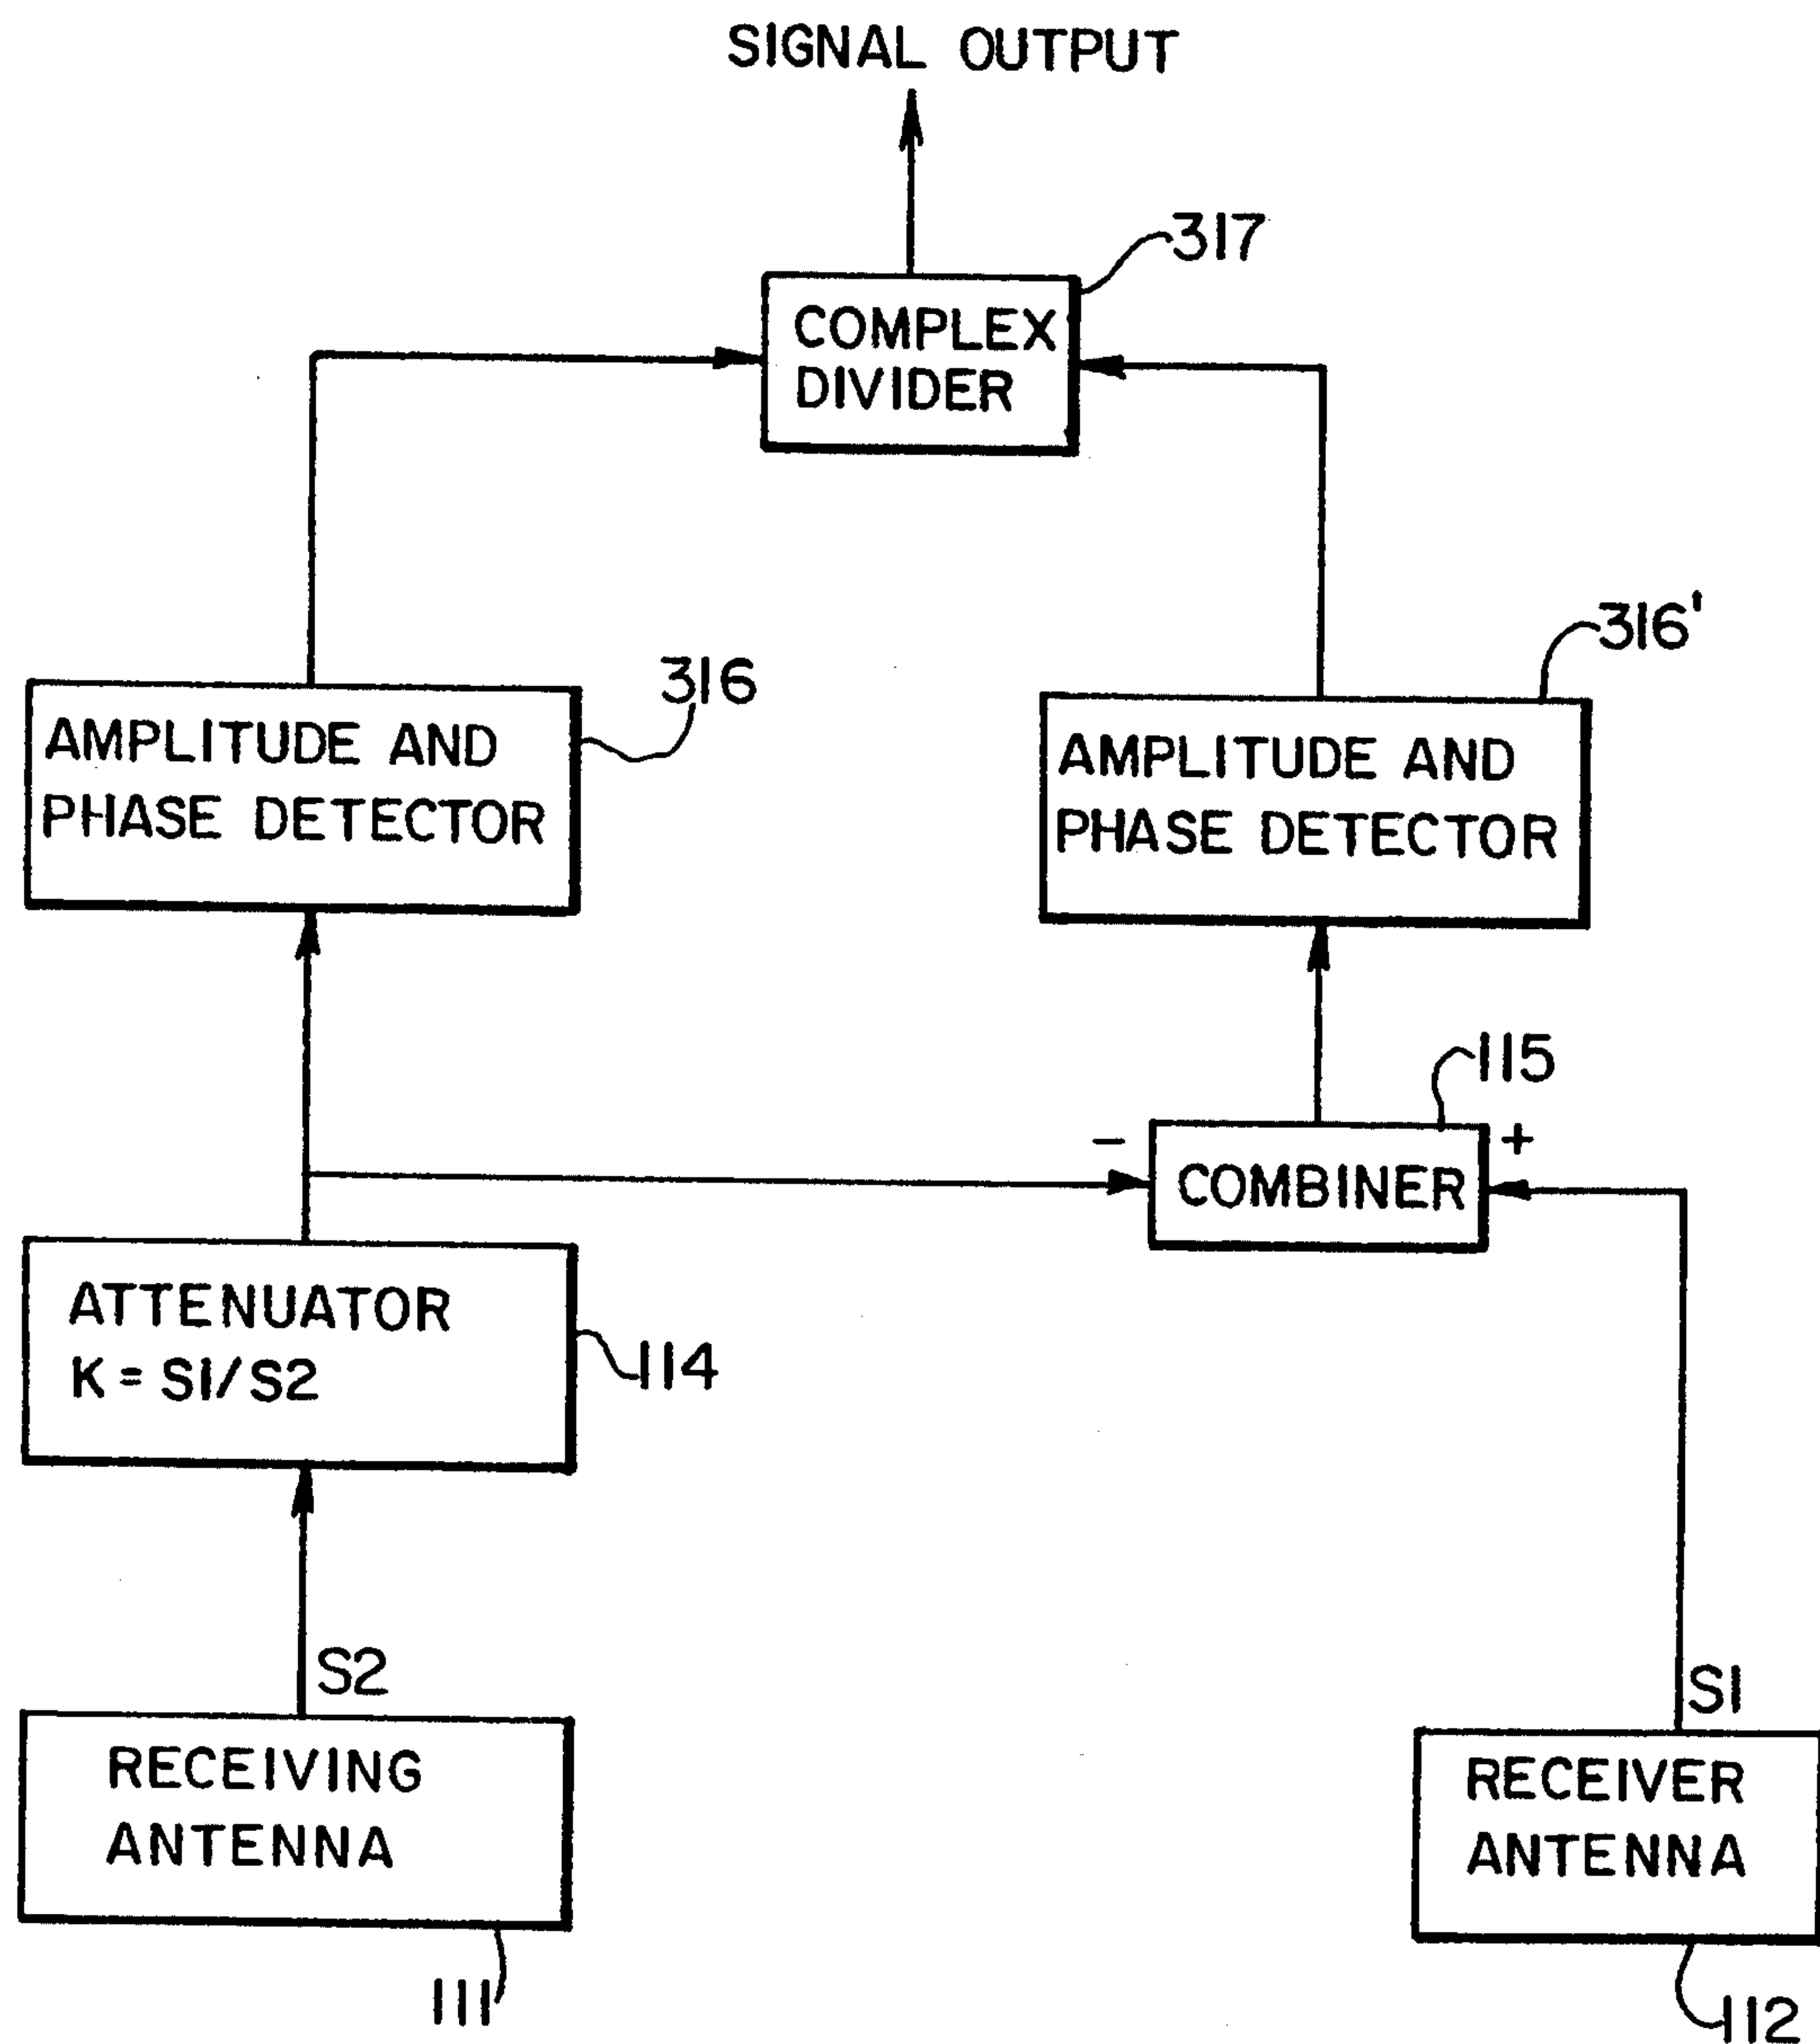 SIGNAL OUTPUT
317
COMPLEX
DIVIDER
316
316'
AMPLITUDE AND
PHASE DETECTOR
AMPLITUDE AND
PHASE DETECTOR
115
-
+
COMBINER
ATTENUATOR
K = S1/S2
114
S2
S1
RECEIVING
ANTENNA
RECEIVER
ANTENNA
111
112